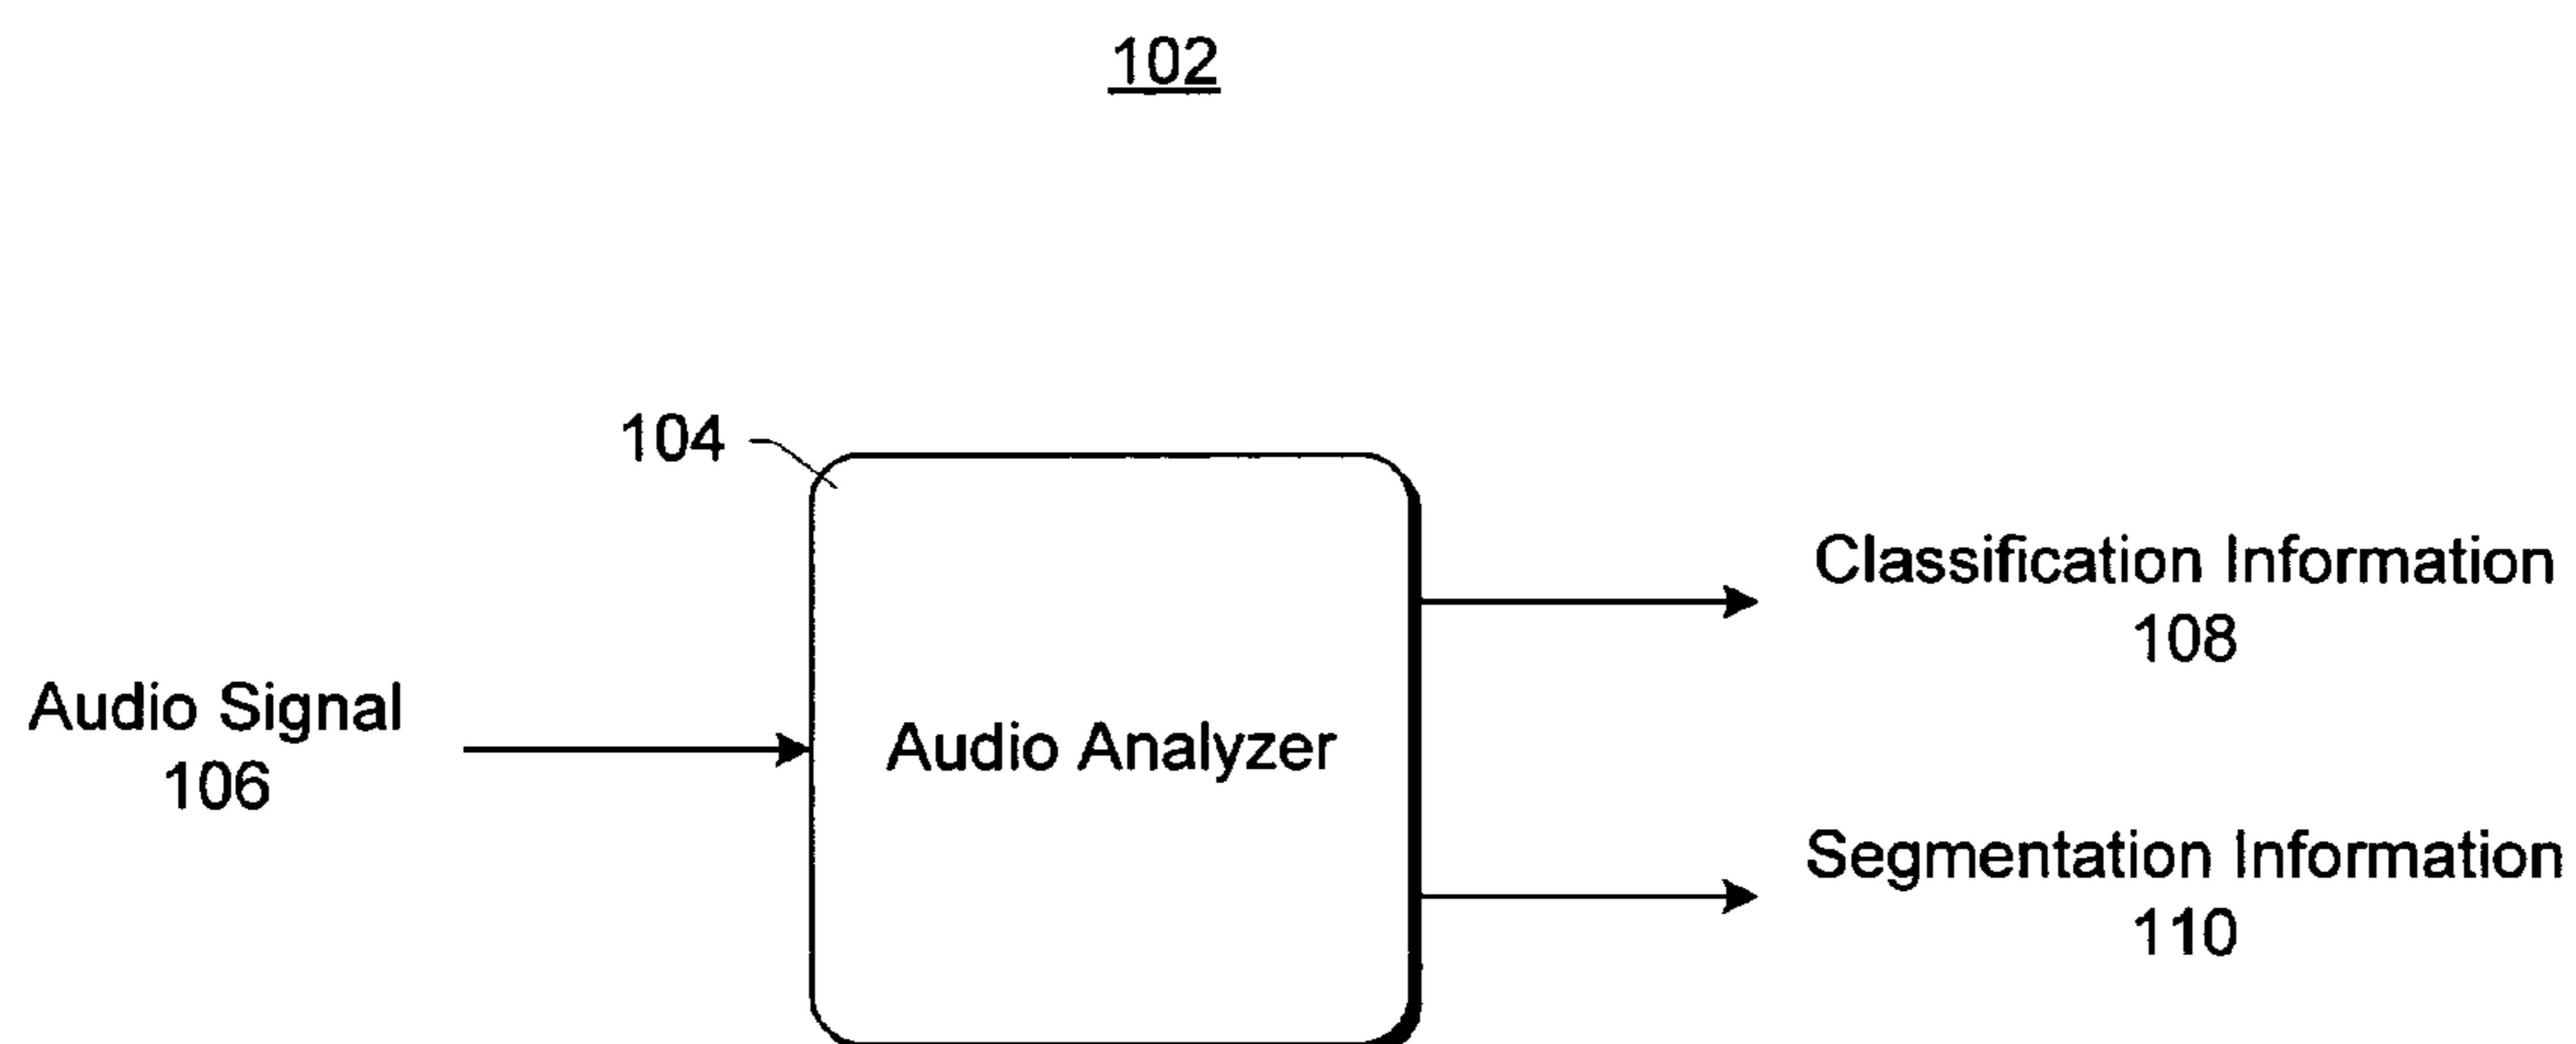 102
104
Audio Signal
106
Audio Analyzer
Classification Information
108
Segmentation Information
110